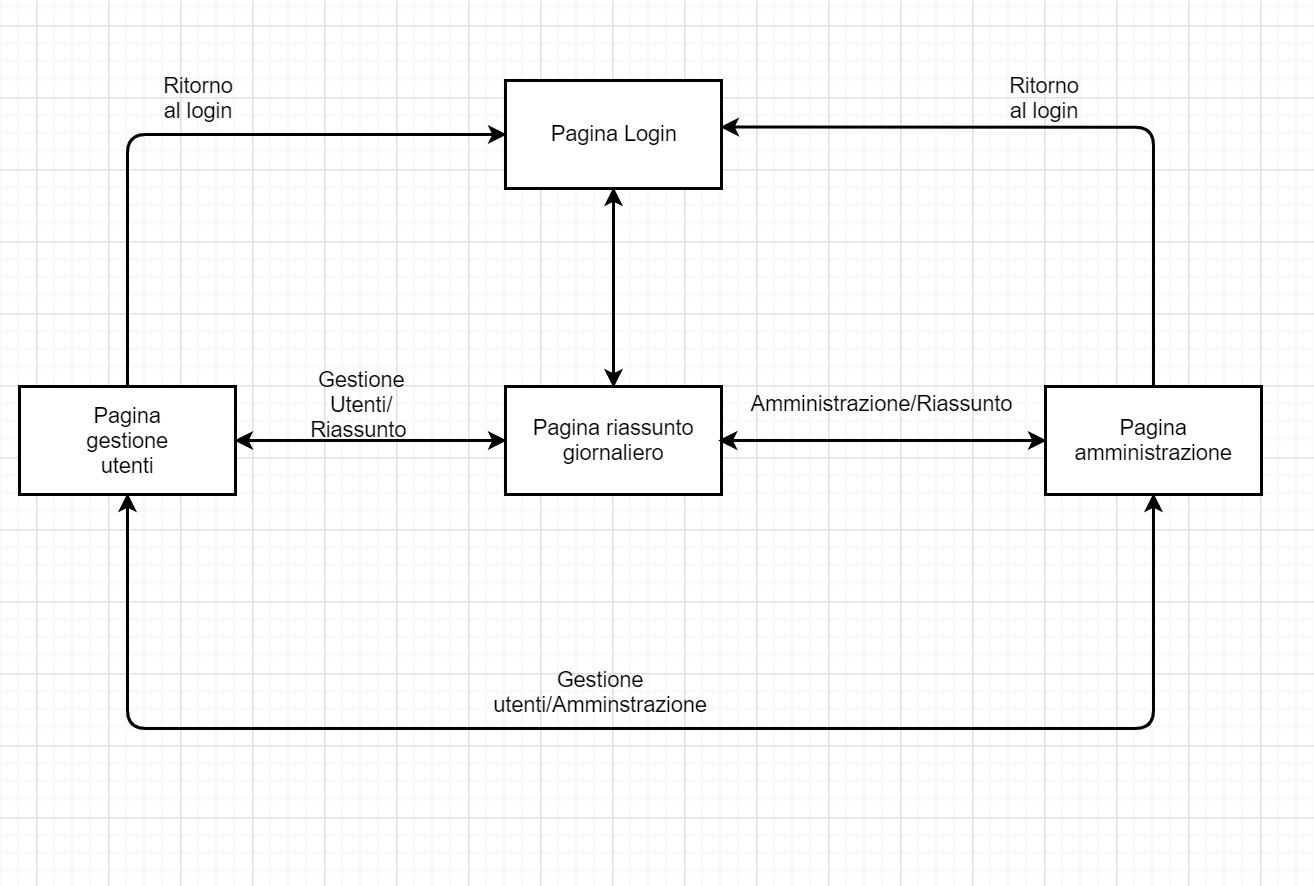 Ritorno
al login
Pagina Login
Ritorno
al login
Gestione
Utenti/
Riassunto
Amministrazione/Riassunto
Pagina
gestione
utenti
Pagina riassunto
giornaliero
Pagina
amministrazione
Gestione
utenti/Amminstrazione